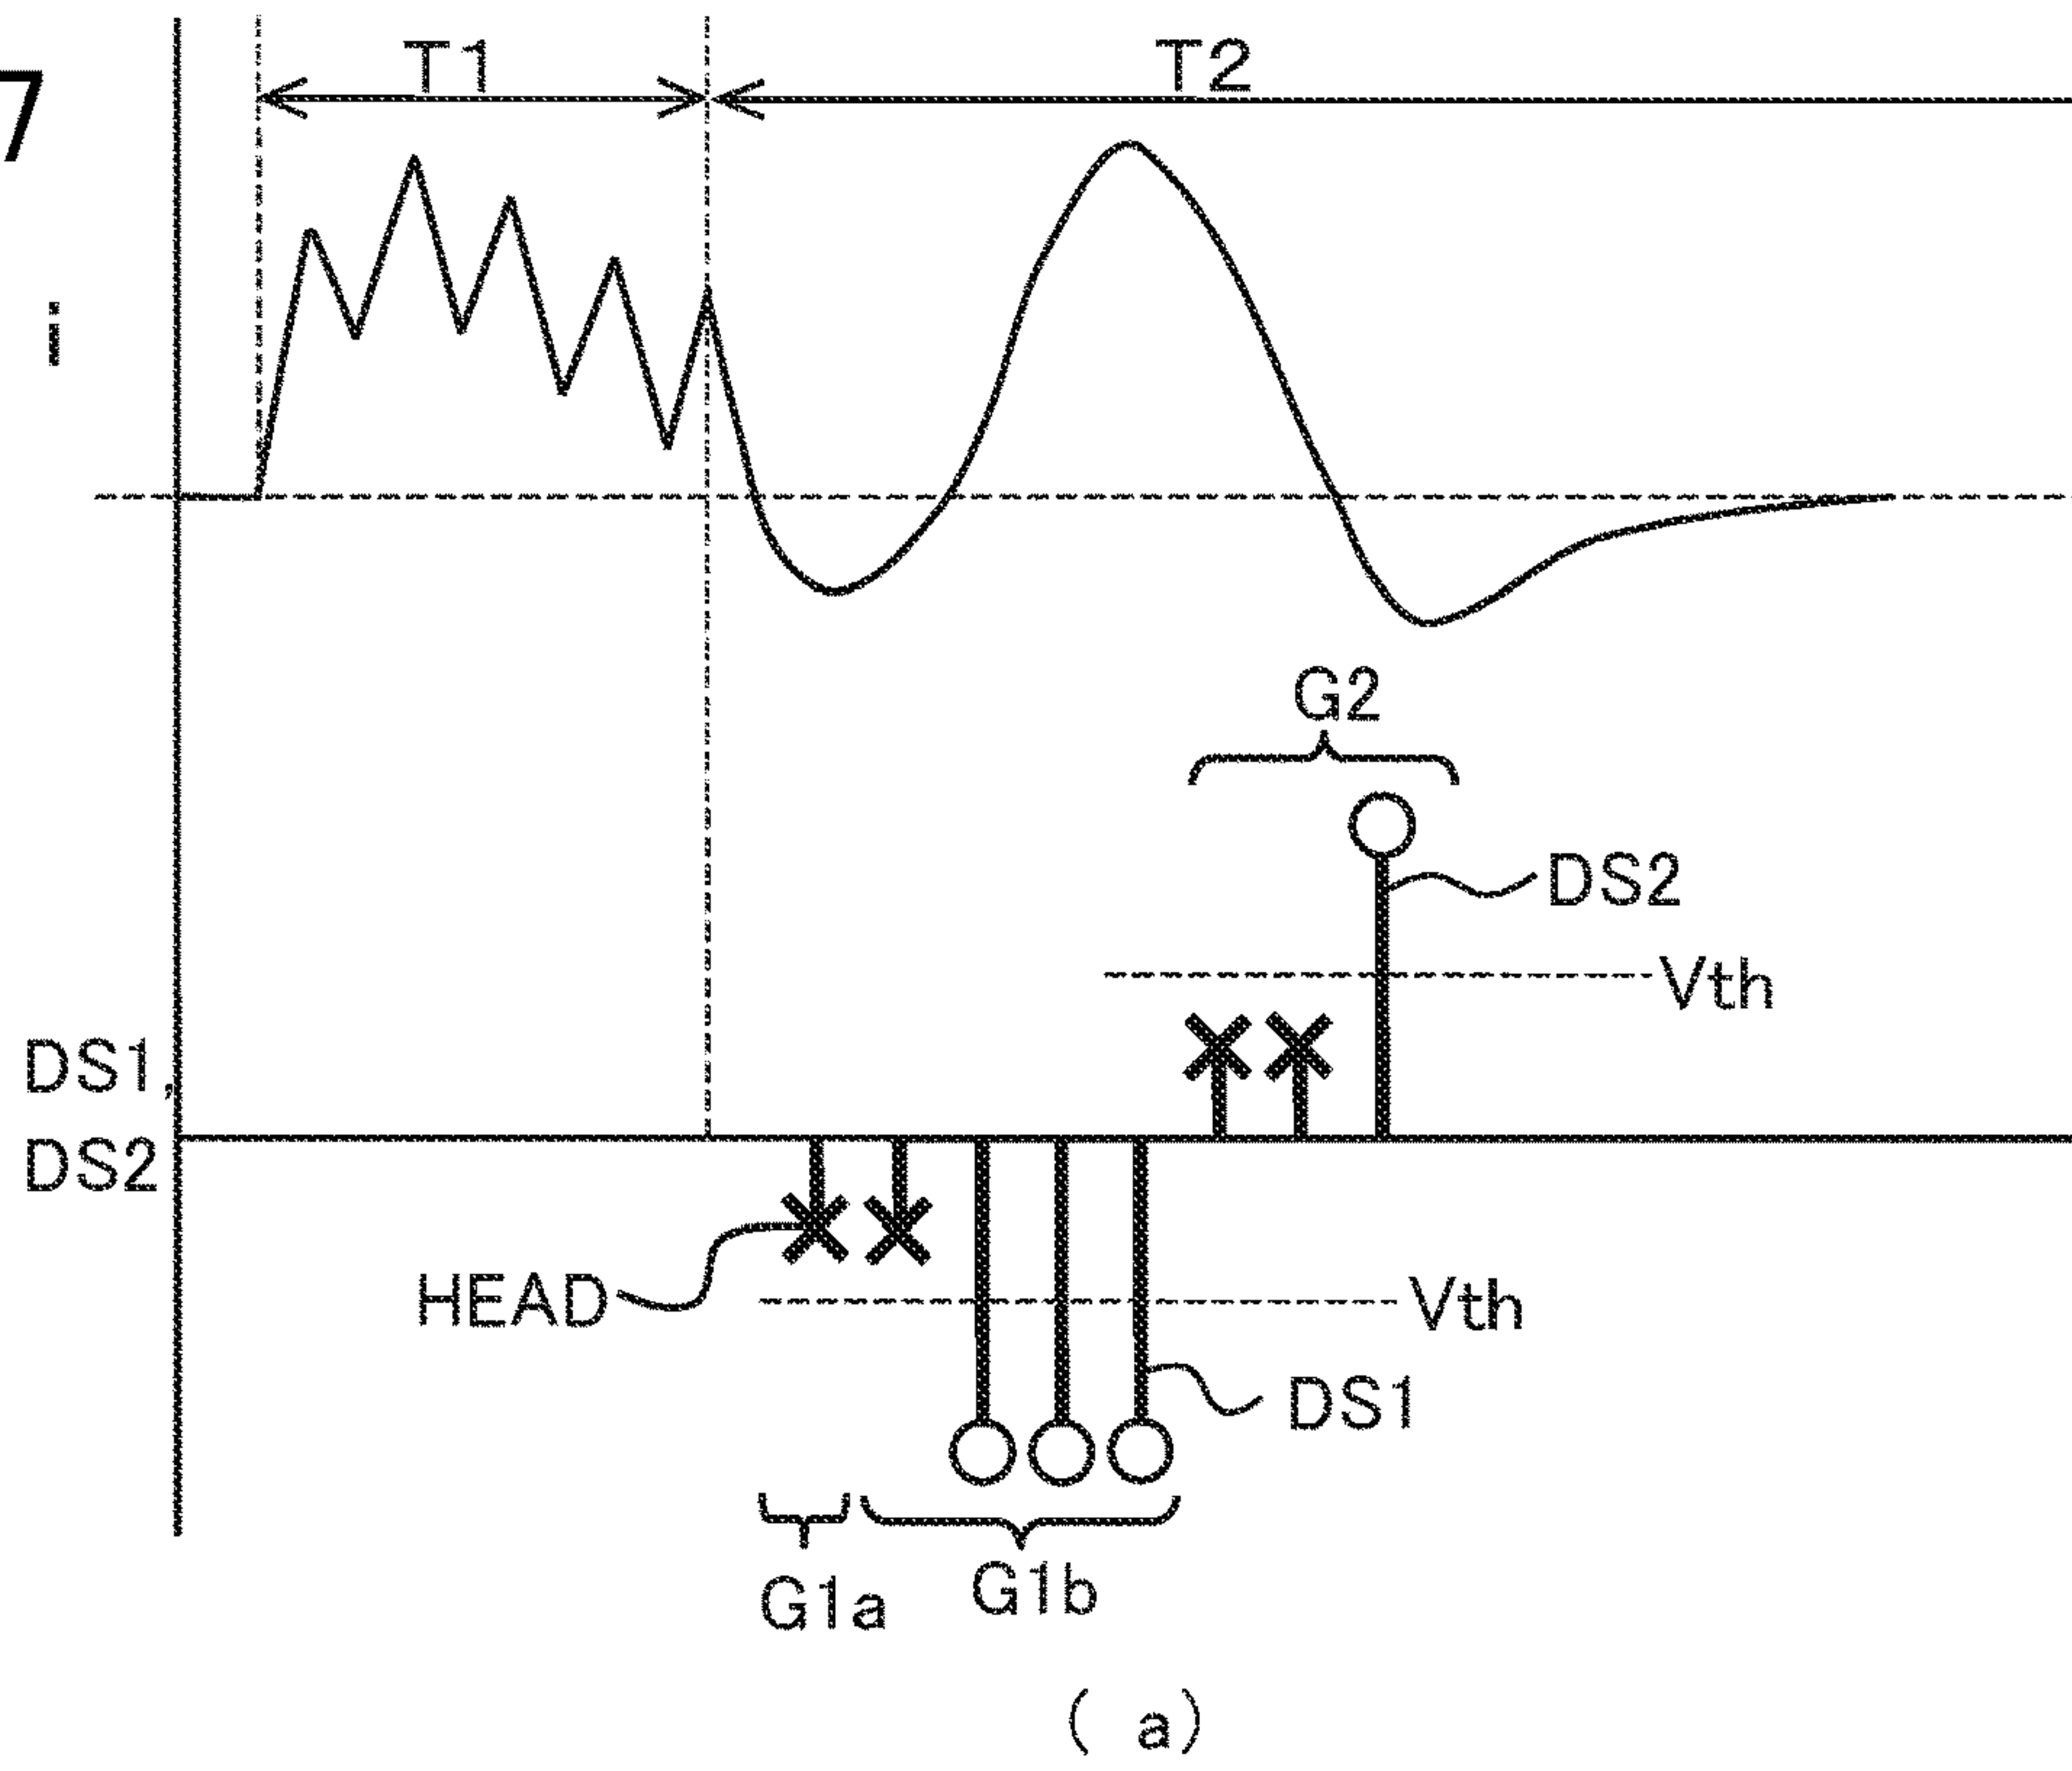 7
T1
T2
i
G2
DS2
Vth
DS1,
DS2
HEAD
Vth
DS1
G1a
G1b
( a)